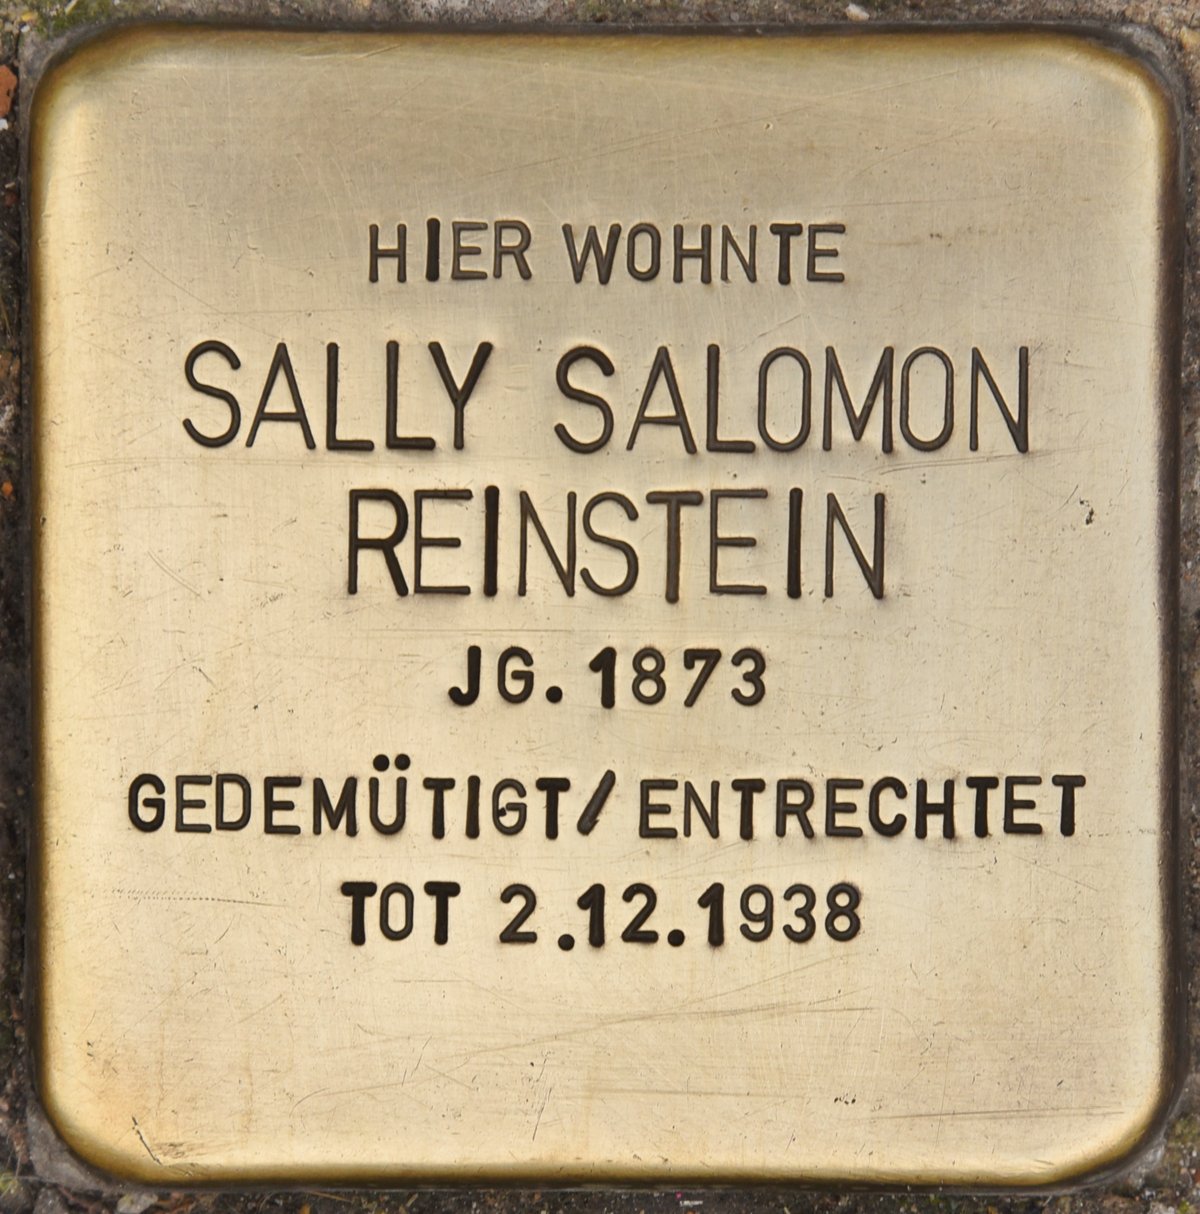 HIER WOHNTE
SALLY SALOMON
REINSTEIN
JG. 1873
GEDEMÜTIGT/ENTRECHTET
TOT 2.12.1938